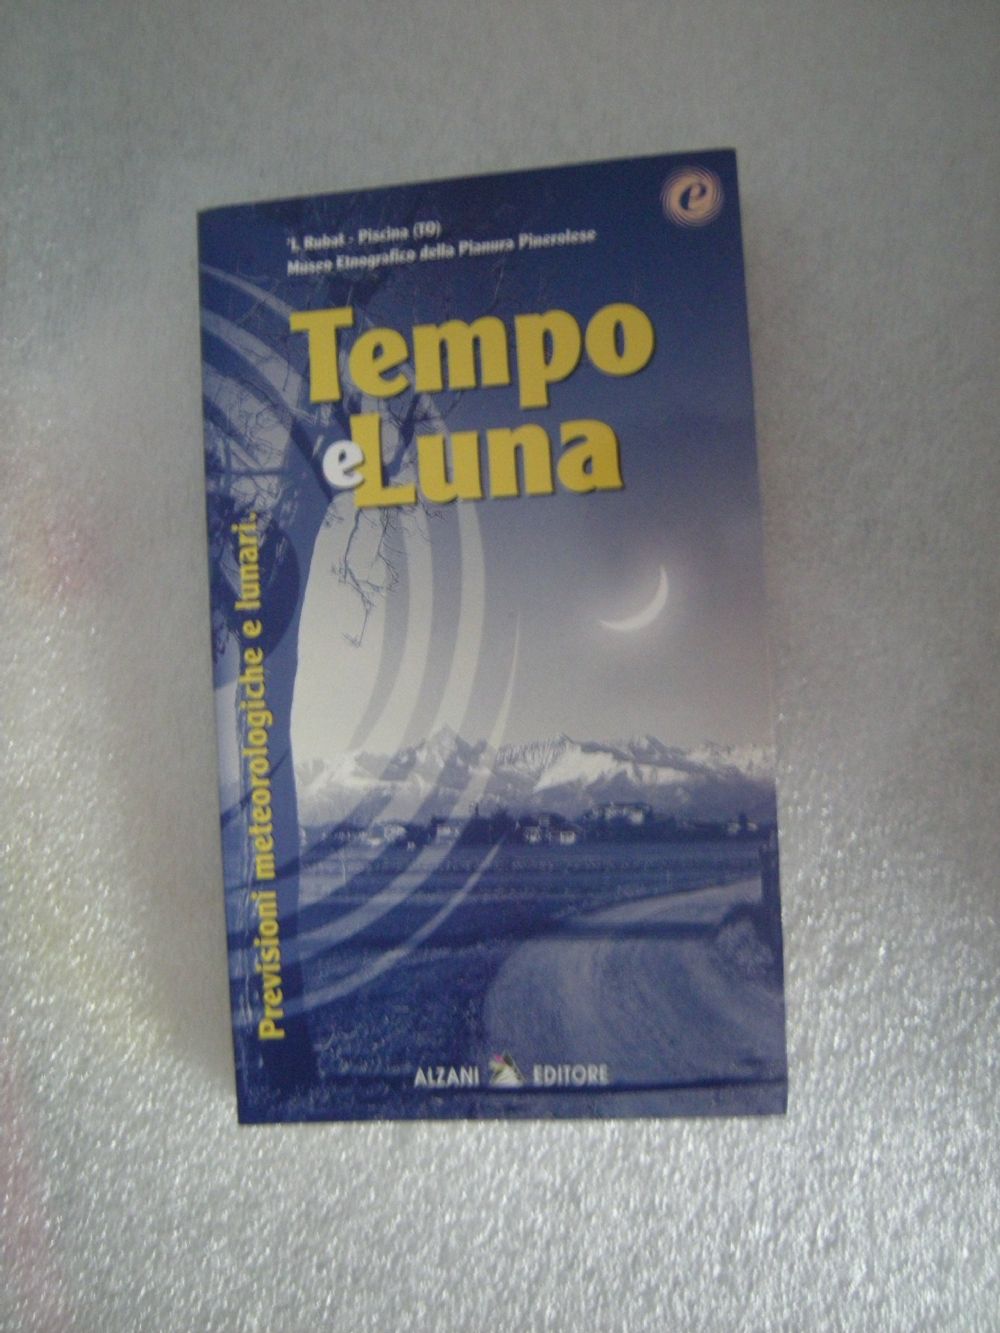 'L Rubat - Piscina (TO)
Museo Etnografico della Pianura Pinerolese
e
Tempo
e Luna
Previsioni meteorologiche e lunari.
ALZANI EDITORE